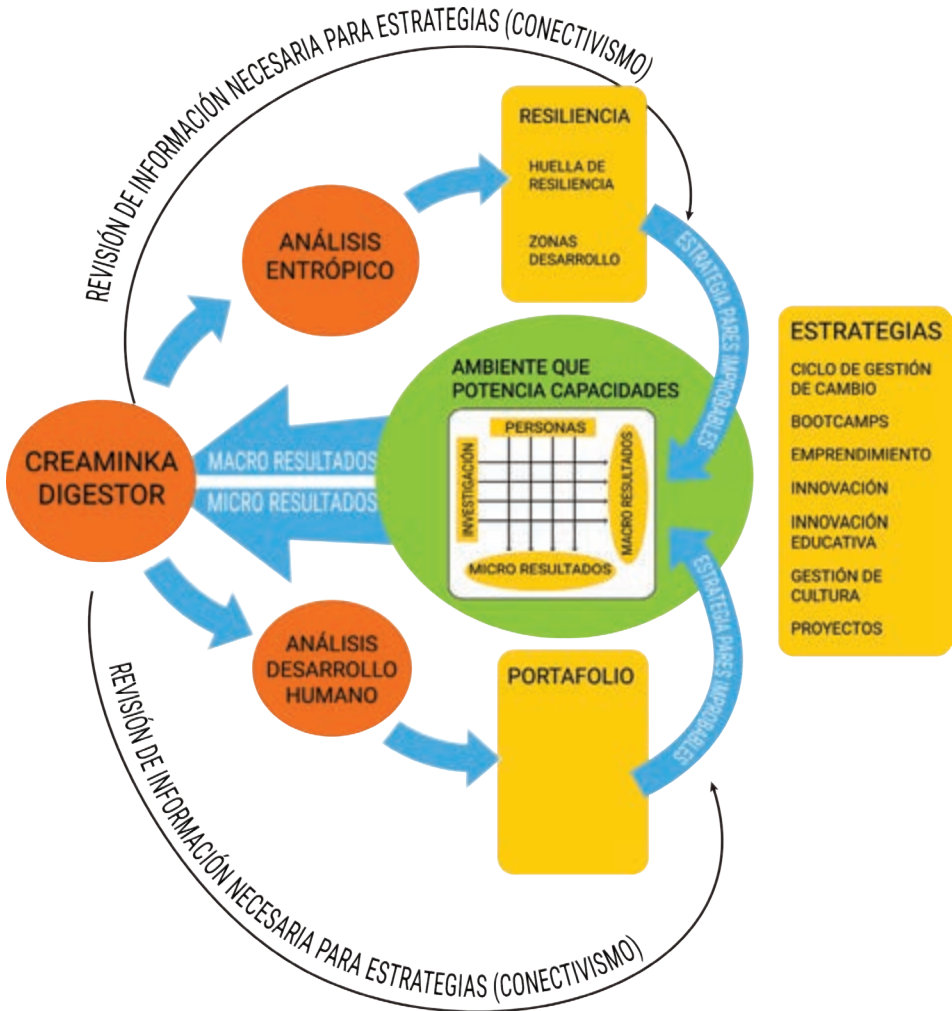 REVISIÓN DE INFORMACIÓN NECESARIA PARA ESTRATEGIAS (CONECTIVISMO)
RESILIENCIA
HUELLA DE
RESILIENCIA
ZONAS
DESARROLLO
ANÁLISIS
ENTRÓPICO
ESTRATEGIA PARES IMPROBABLES
ESTRATEGIAS
CICLO DE GESTIÓN
DE CAMBIO
BOOTCAMPS
EMPRENDIMIENTO
INNOVACIÓN
INNOVACIÓN
EDUCATIVA
GESTIÓN DE
CULTURA
PROYECTOS
AMBIENTE QUE
POTENCIA CAPACIDADES
PERSONAS
INVESTIGACIÓN
MACRO RESULTADOS
MICRO RESULTADOS
MACRO RESULTADOS
MICRO RESULTADOS
CREAMINKA
DIGESTOR
ANÁLISIS
DESARROLLO
HUMANO
PORTAFOLIO
ESTRATEGIA PARES IMPROBABLES
REVISIÓN DE INFORMACIÓN NECESARIA PARA ESTRATEGIAS (CONECTIVISMO)